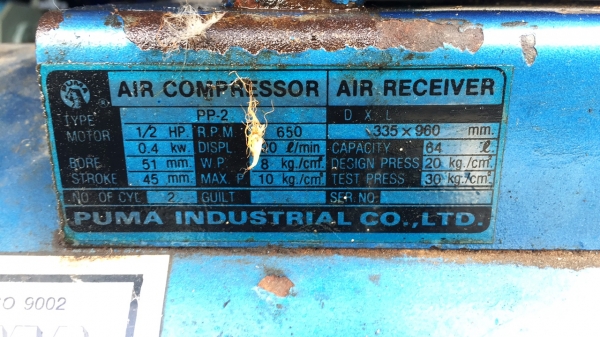 AIR COMPRESSOR AIR RECEIVER
TYPE PP-2 D. X. L
MOTOR 1/2 HP. R.P.M 650 335×960 mm.
0.4 kw. DISPL 20 ℓ/min CAPACITY 64 ℓ
BORE 51 mm. W.P. 8 kg./cm² DESIGN PRESS 20 kg./cm²
STROKE 45 mm. MAX. P 10 kg./cm² TEST PRESS 30 kg./cm²
NO. OF CYL 2 GUILT SER. NO.
PUMA INDUSTRIAL CO.,LTD.
9002